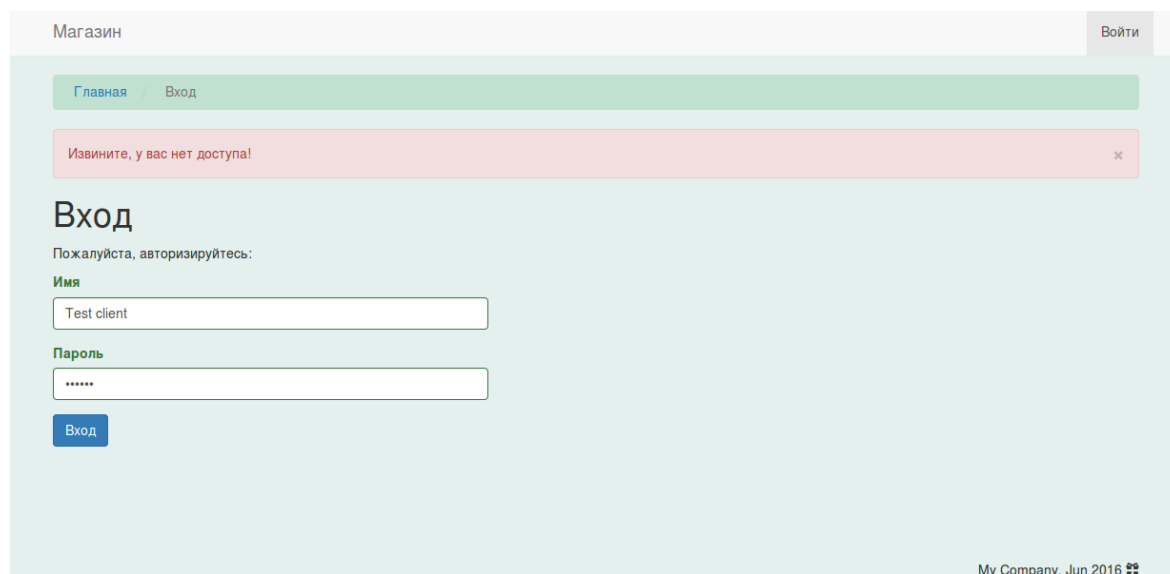 Магазин Войти
Главная / Вход
Извините, у вас нет доступа! ×
Вход
Пожалуйста, авторизируйтесь:
Имя
Test client
Пароль
••••••
Вход
My Company, Jun 2016